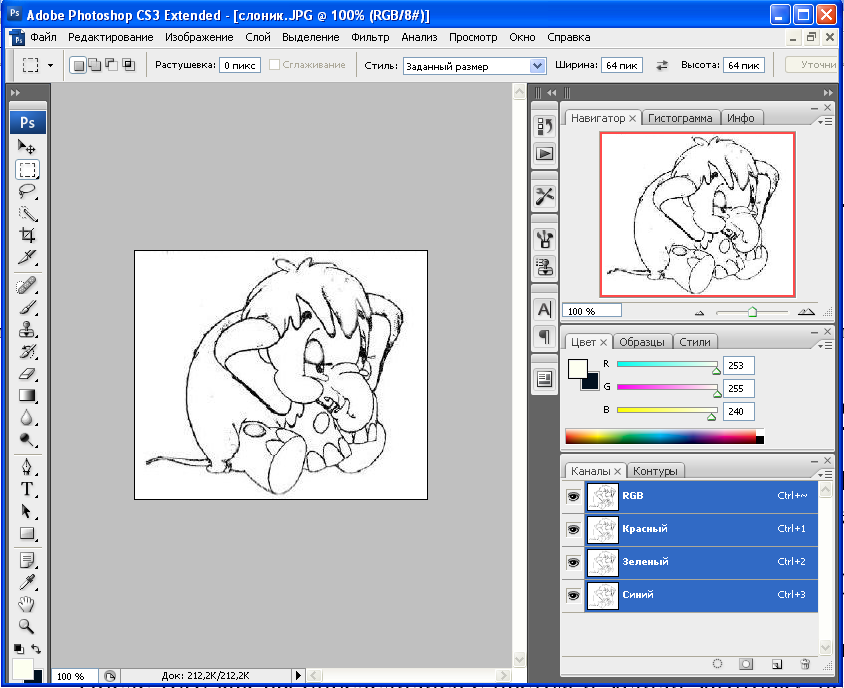 Ps Adobe Photoshop CS3 Extended - [слоник.JPG @ 100% (RGB/8#)]
Ps Файл Редактирование Изображение Слой Выделение Фильтр Анализ Просмотр Окно Справка
Растушевка: 0 пикс Сглаживание Стиль: Заданный размер Ширина: 64 пик Высота: 64 пик Уточни
Ps
T
A
Навигатор Гистограмма Инфо
100 %
Цвет Образцы Стили
R 253
G 255
B 240
Каналы Контуры
RGB Ctrl+~
Красный Ctrl+1
Зеленый Ctrl+2
Синий Ctrl+3
100 % Док: 212,2K/212,2K